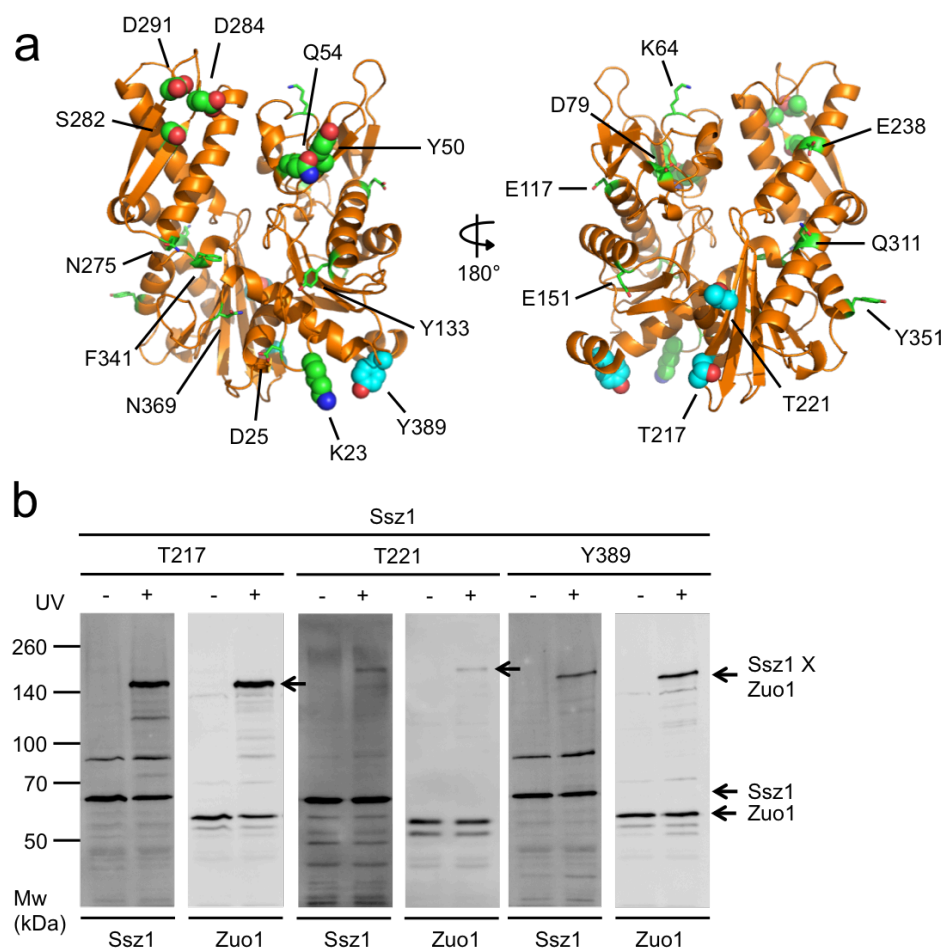 a
D291
D284
Q54
S282
Y50
N275
F341
N369
D25
K23
Y389
Y133
180°
K64
D79
E117
E151
E238
Q311
Y351
T221
T217
b
Ssz1
T217 T221 Y389
UV - + - + - + - + - + - +
260
140
100
70
50
Mw
(kDa)
Ssz1 X
Zuo1
Ssz1
Zuo1
Ssz1 Zuo1 Ssz1 Zuo1 Ssz1 Zuo1